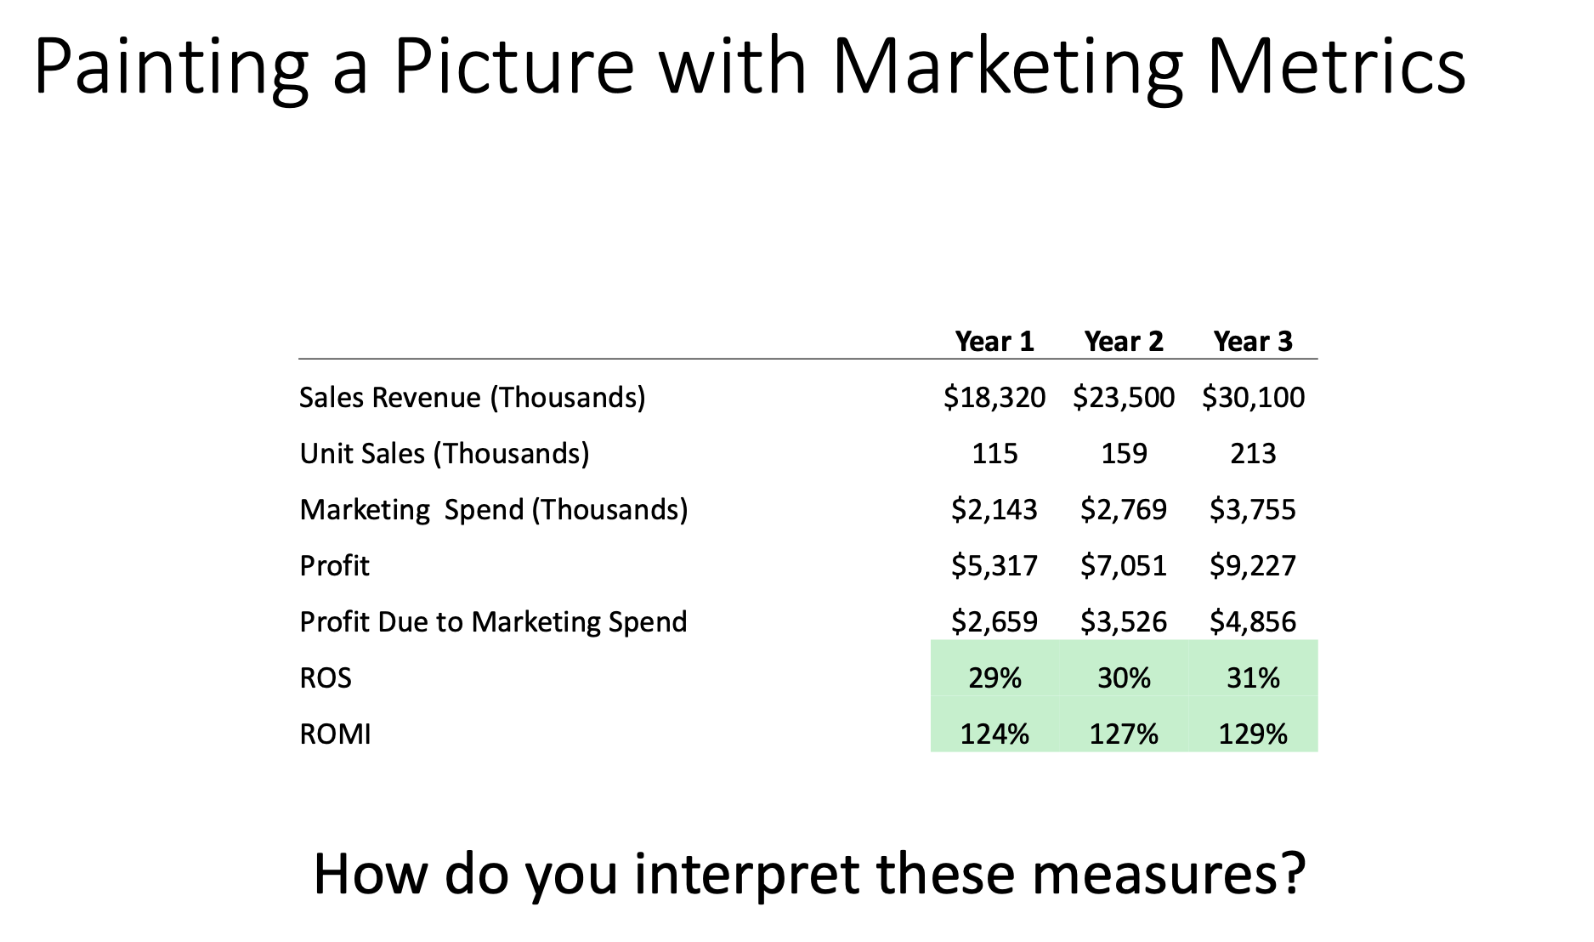 Painting a Picture with Marketing Metrics
Year 1 Year 2 Year 3
Sales Revenue (Thousands) $18,320 $23,500 $30,100
Unit Sales (Thousands) 115 159 213
Marketing Spend (Thousands) $2,143 $2,769 $3,755
Profit $5,317 $7,051 $9,227
Profit Due to Marketing Spend $2,659 $3,526 $4,856
ROS 29% 30% 31%
ROMI 124% 127% 129%
How do you interpret these measures?